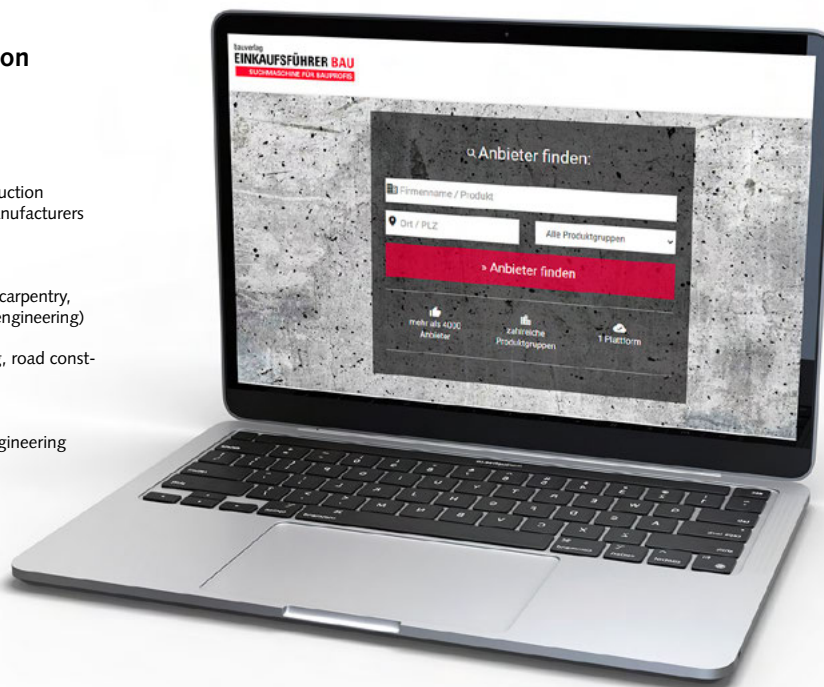 on
uction
nufacturers
carpentry,
engineering)
, road const-
gineering
bauverlag
EINKAUFSFÜHRER BAU
SUCHMASCHINE FÜR BAUPROFIS
Anbieter finden:
Firmenname / Produkt
Ort / PLZ
Alle Produktgruppen
» Anbieter finden
mehr als 4000
Anbieter
zahlreiche
Produktgruppen
1 Plattform